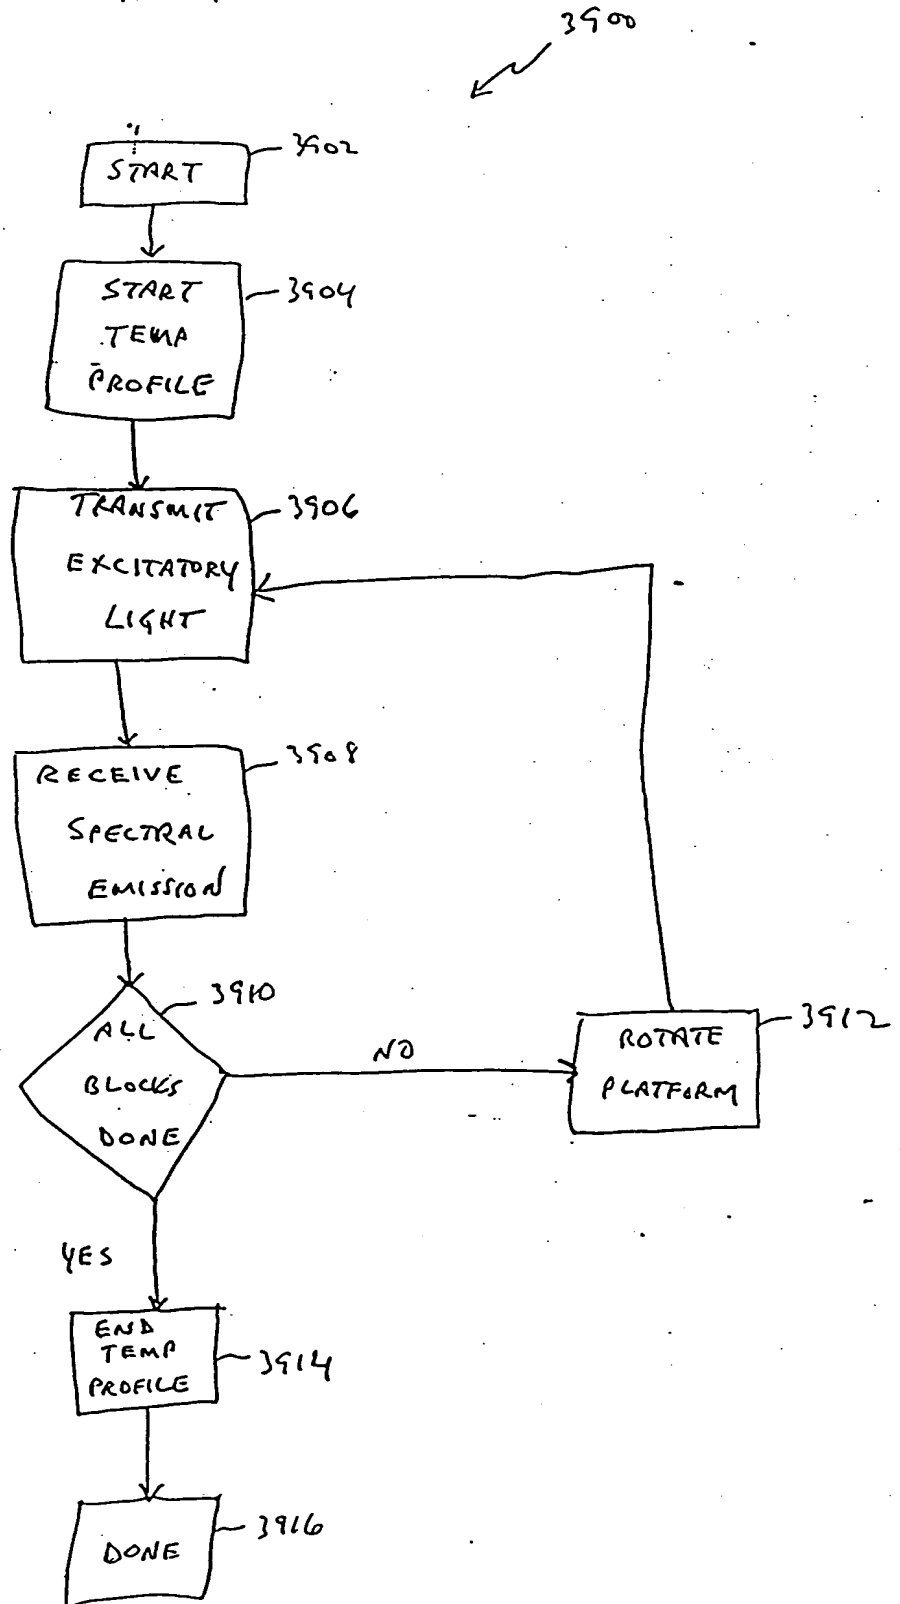 3900
START
3902
START
TEMP
PROFILE
3904
TRANSMIT
EXCITATORY
LIGHT
3906
RECEIVE
SPECTRAL
EMISSION
3908
ALL
BLOCKS
DONE
3910
NO
ROTATE
PLATFORM
3912
YES
END
TEMP
PROFILE
3914
DONE
3916